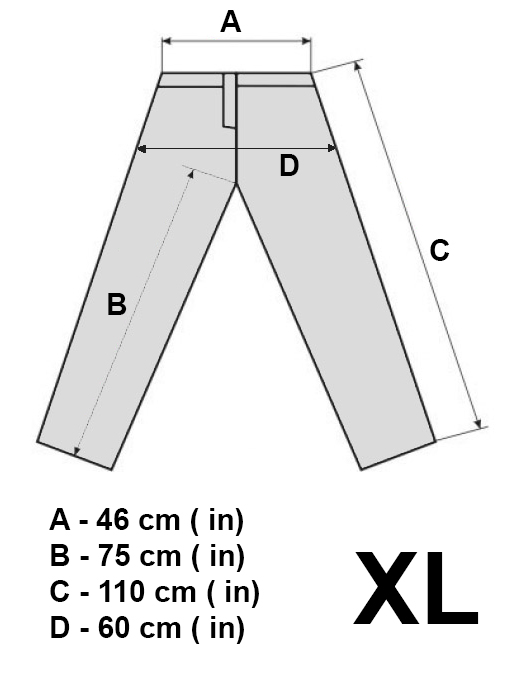 A
D
C
B
A - 46 cm ( in)
B - 75 cm ( in)
C - 110 cm ( in)
D - 60 cm ( in)
XL